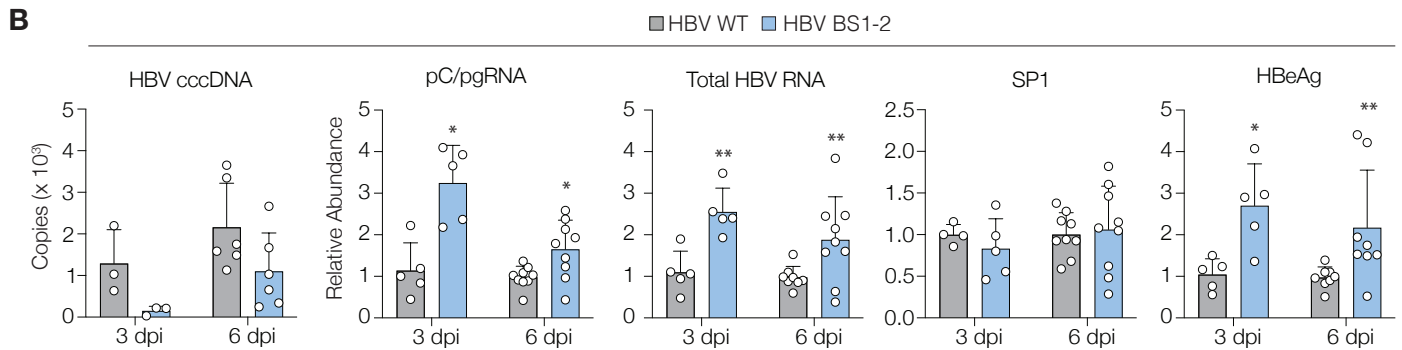 B
HBV WT HBV BS1-2
HBV cccDNA
pC/pgRNA
Total HBV RNA
SP1
HBeAg
Copies (x 10³)
5
4
3
2
1
0
3 dpi
6 dpi
Relative Abundance
5
4
3
2
1
0
*
*
3 dpi
6 dpi
5
4
3
2
1
0
**
**
3 dpi
6 dpi
2.5
2.0
1.5
1.0
0.5
0.0
3 dpi
6 dpi
5
4
3
2
1
0
*
**
3 dpi
6 dpi